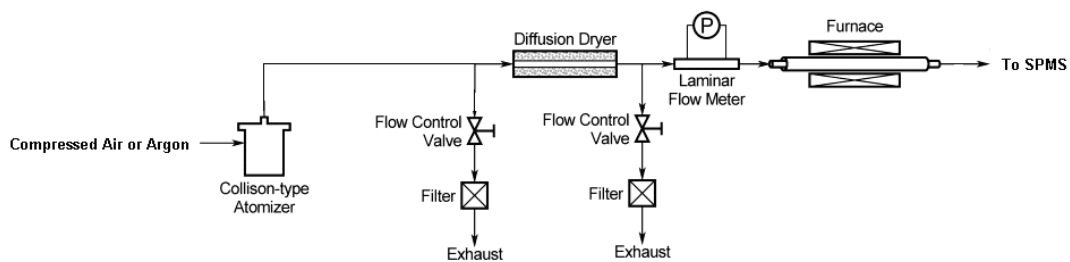 Furnace
P
Diffusion Dryer
To SPMS
Laminar
Flow Meter
Flow Control
Valve
Flow Control
Valve
Compressed Air or Argon
Collison-type
Atomizer
Filter
Filter
Exhaust
Exhaust